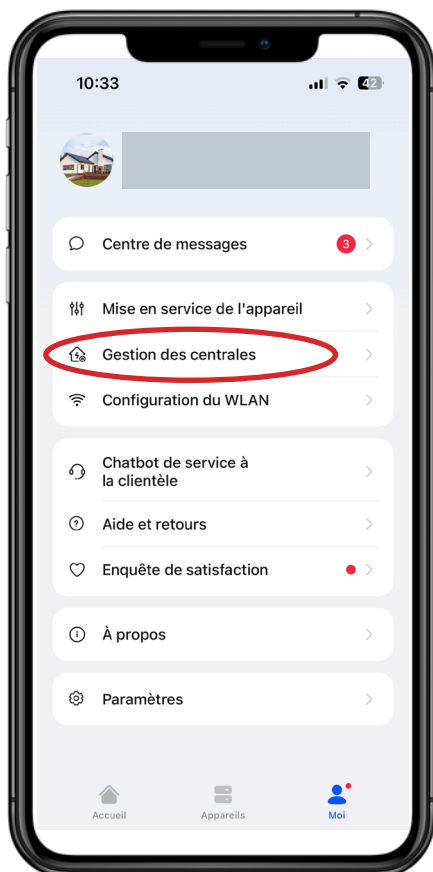 10:33
42
Centre de messages
3
Mise en service de l'appareil
Gestion des centrales
Configuration du WLAN
Chatbot de service à
la clientèle
Aide et retours
Enquête de satisfaction
À propos
Paramètres
Accueil
Appareils
Moi